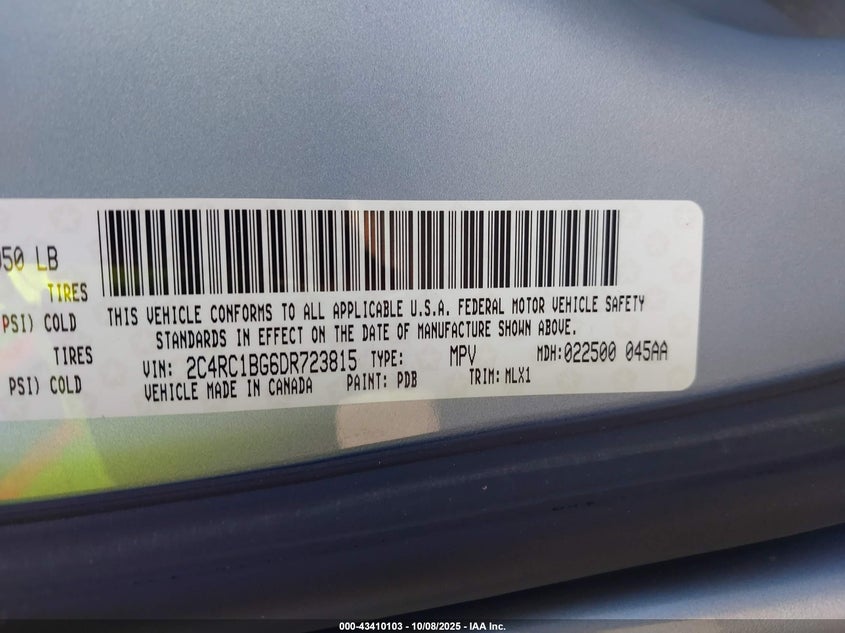 050 LB
TIRES
PSI) COLD
TIRES
PSI) COLD
THIS VEHICLE CONFORMS TO ALL APPLICABLE U.S.A. FEDERAL MOTOR VEHICLE SAFETY
STANDARDS IN EFFECT ON THE DATE OF MANUFACTURE SHOWN ABOVE.
VIN: 2C4RC1BG6DR723815 TYPE: MPV MDH:022500 045AA
VEHICLE MADE IN CANADA PAINT: PDB TRIM: MLX1
000-43410103 - 10/08/2025 - IAA Inc.